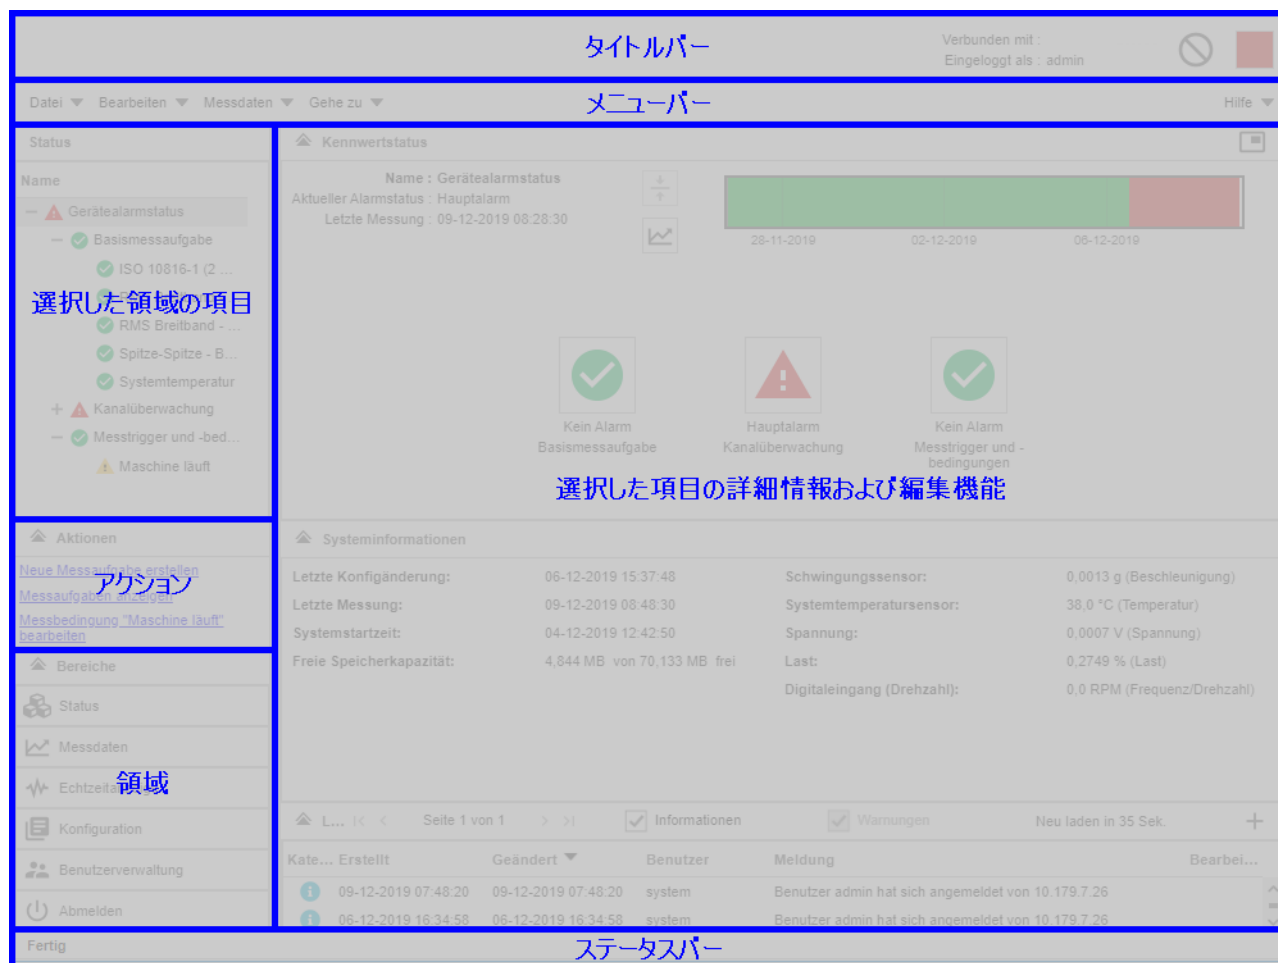 タイトルバー
Verbunden mit :
Eingeloggt als : admin
Datei Bearbeiten Messdaten Gehe zu
メニューバー
Hilfe
Status
Name
Gerätealarmstatus
Basismessaufgabe
ISO 10816-1 (2 ...
選択した領域の項目
RMS Breitband - ...
Spitze-Spitze - B...
Systemtemperatur
Kanalüberwachung
Messtrigger und -bed...
Maschine läuft
Kennwertstatus
Name : Gerätealarmstatus
Aktueller Alarmstatus : Hauptalarm
Letzte Messung : 09-12-2019 08:28:30
28-11-2019 02-12-2019 06-12-2019
Kein Alarm
Basismessaufgabe
Hauptalarm
Kanalüberwachung
Kein Alarm
Messtrigger und -
bedingungen
選択した項目の詳細情報および編集機能
Aktionen
Neue Messaufgabe erstellen
アクション
Messaufgaben anzeigen
Messbedingung "Maschine läuft"
bearbeiten
Systeminformationen
Letzte Konfigänderung: 06-12-2019 15:37:48 Schwingungssensor: 0,0013 g (Beschleunigung)
Letzte Messung: 09-12-2019 08:48:30 Systemtemperatursensor: 38,0 °C (Temperatur)
Systemstartzeit: 04-12-2019 12:42:50 Spannung: 0,0007 V (Spannung)
Freie Speicherkapazität: 4,844 MB von 70,133 MB frei Last: 0,2749 % (Last)
Digitaleingang (Drehzahl): 0,0 RPM (Frequenz/Drehzahl)
Bereiche
Status
Messdaten
領域
Konfiguration
Benutzerverwaltung
Abmelden
L... Seite 1 von 1 Informationen Warnungen Neu laden in 35 Sek.
Kate... Erstellt Geändert Benutzer Meldung Bearbei...
09-12-2019 07:48:20 09-12-2019 07:48:20 system Benutzer admin hat sich angemeldet von 10.179.7.26
06-12-2019 16:34:58 06-12-2019 16:34:58 system Benutzer admin hat sich angemeldet von 10.179.7.26
Fertig
ステータスバー